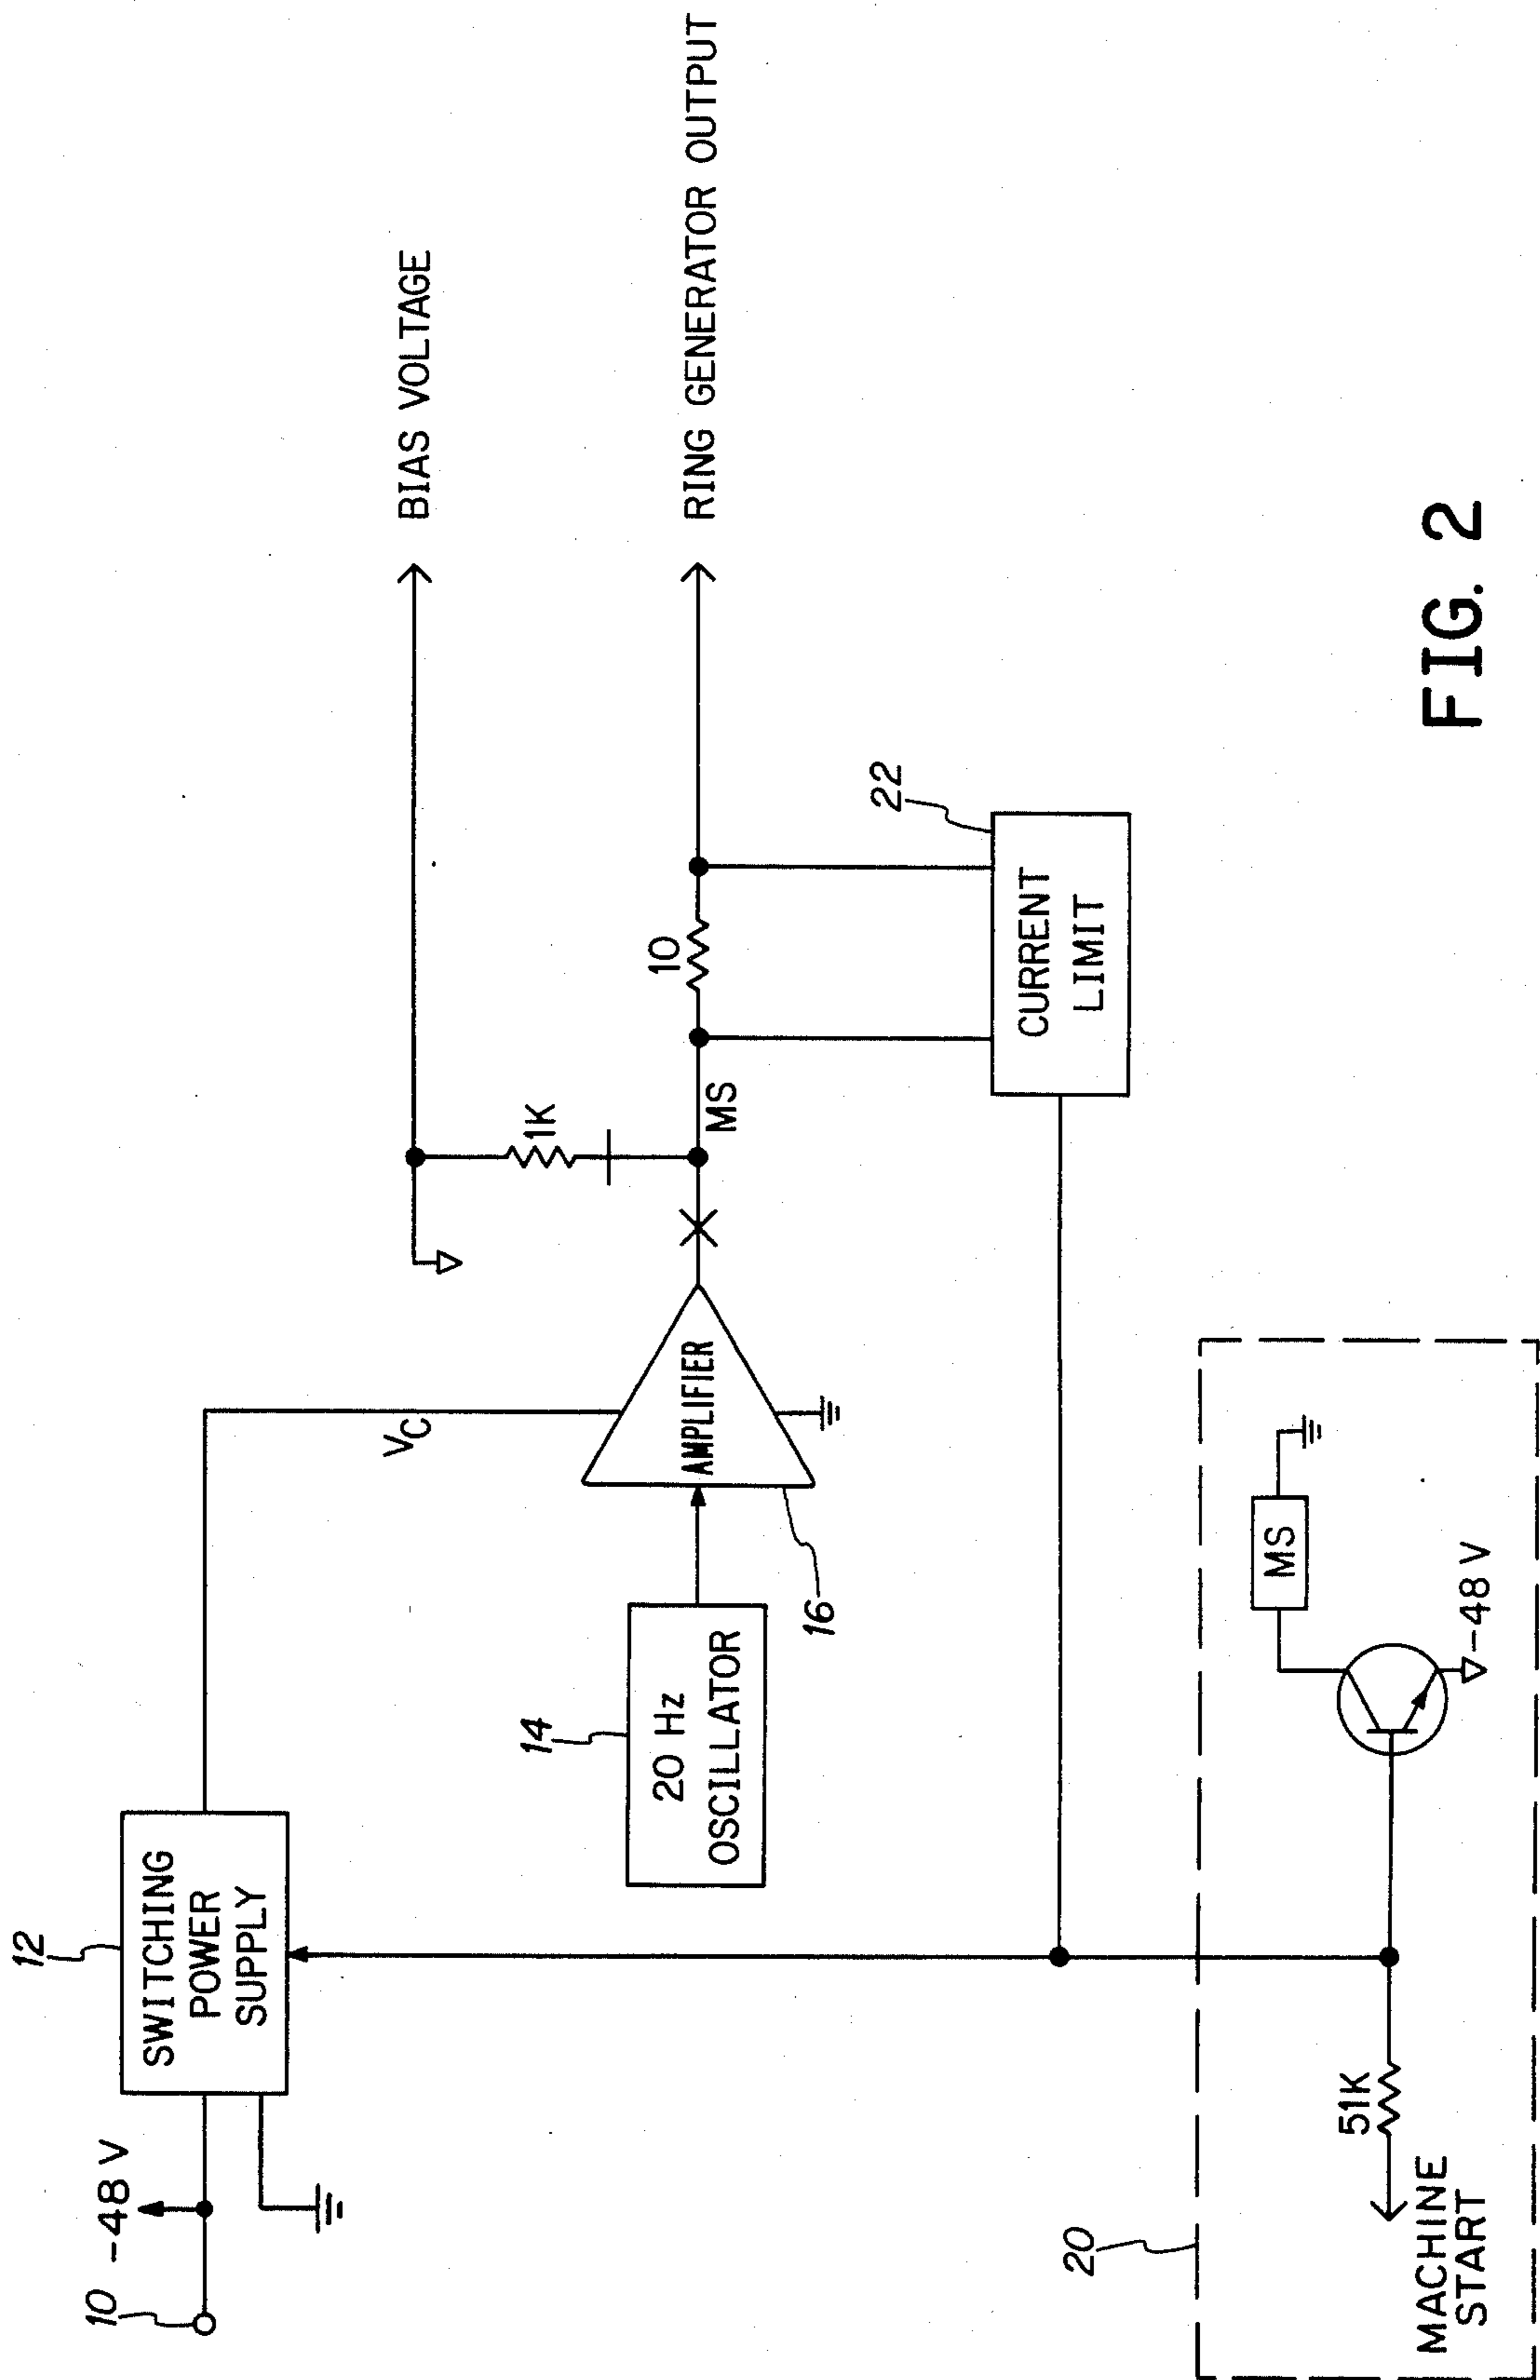 10
-48 V
12
SWITCHING
POWER
SUPPLY
VC
BIAS VOLTAGE
14
20 Hz
OSCILLATOR
16
AMPLIFIER
1K
MS
10
RING GENERATOR OUTPUT
22
CURRENT
LIMIT
20
MACHINE
START
51K
MS
-48 V
FIG. 2